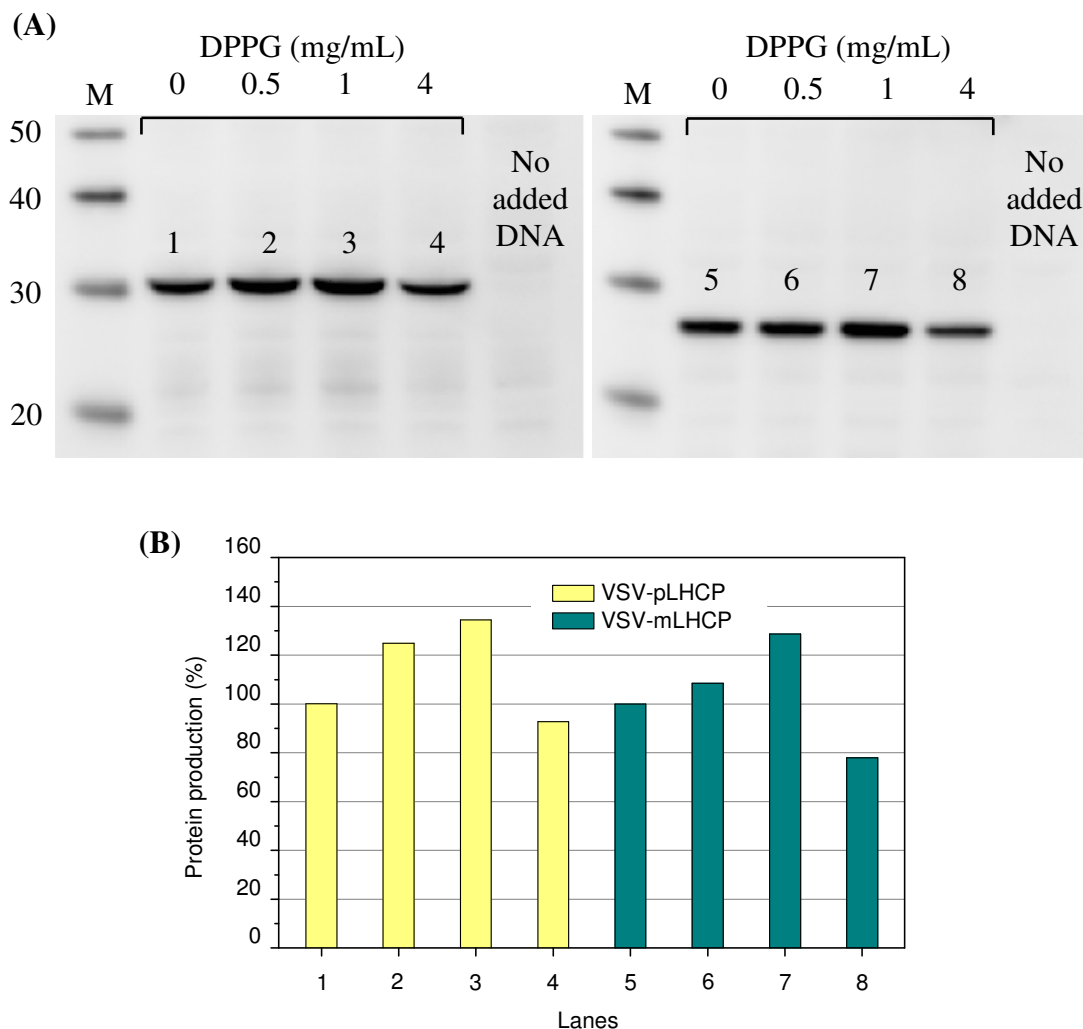 (A)
DPPG (mg/mL)
M 0 0.5 1 4
50
40
30
20
1 2 3 4
No
added
DNA
DPPG (mg/mL)
M 0 0.5 1 4
5 6 7 8
No
added
DNA
(B)
160
140
120
100
80
60
40
20
0
Protein production (%)
VSV-pLHCP
VSV-mLHCP
1 2 3 4 5 6 7 8
Lanes